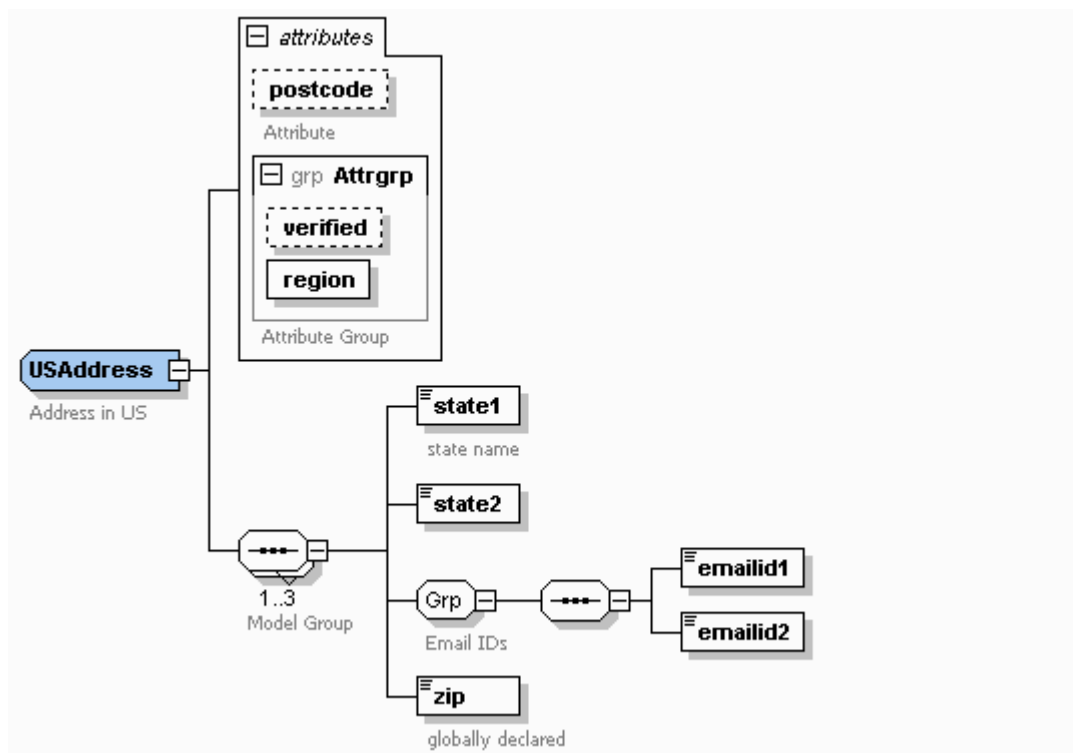 attributes
postcode
Attribute
grp Attrgrp
verified
region
Attribute Group
USAddress
Address in US
state1
state name
state2
1..3
Model Group
Grp
Email IDs
emailid1
emailid2
zip
globally declared